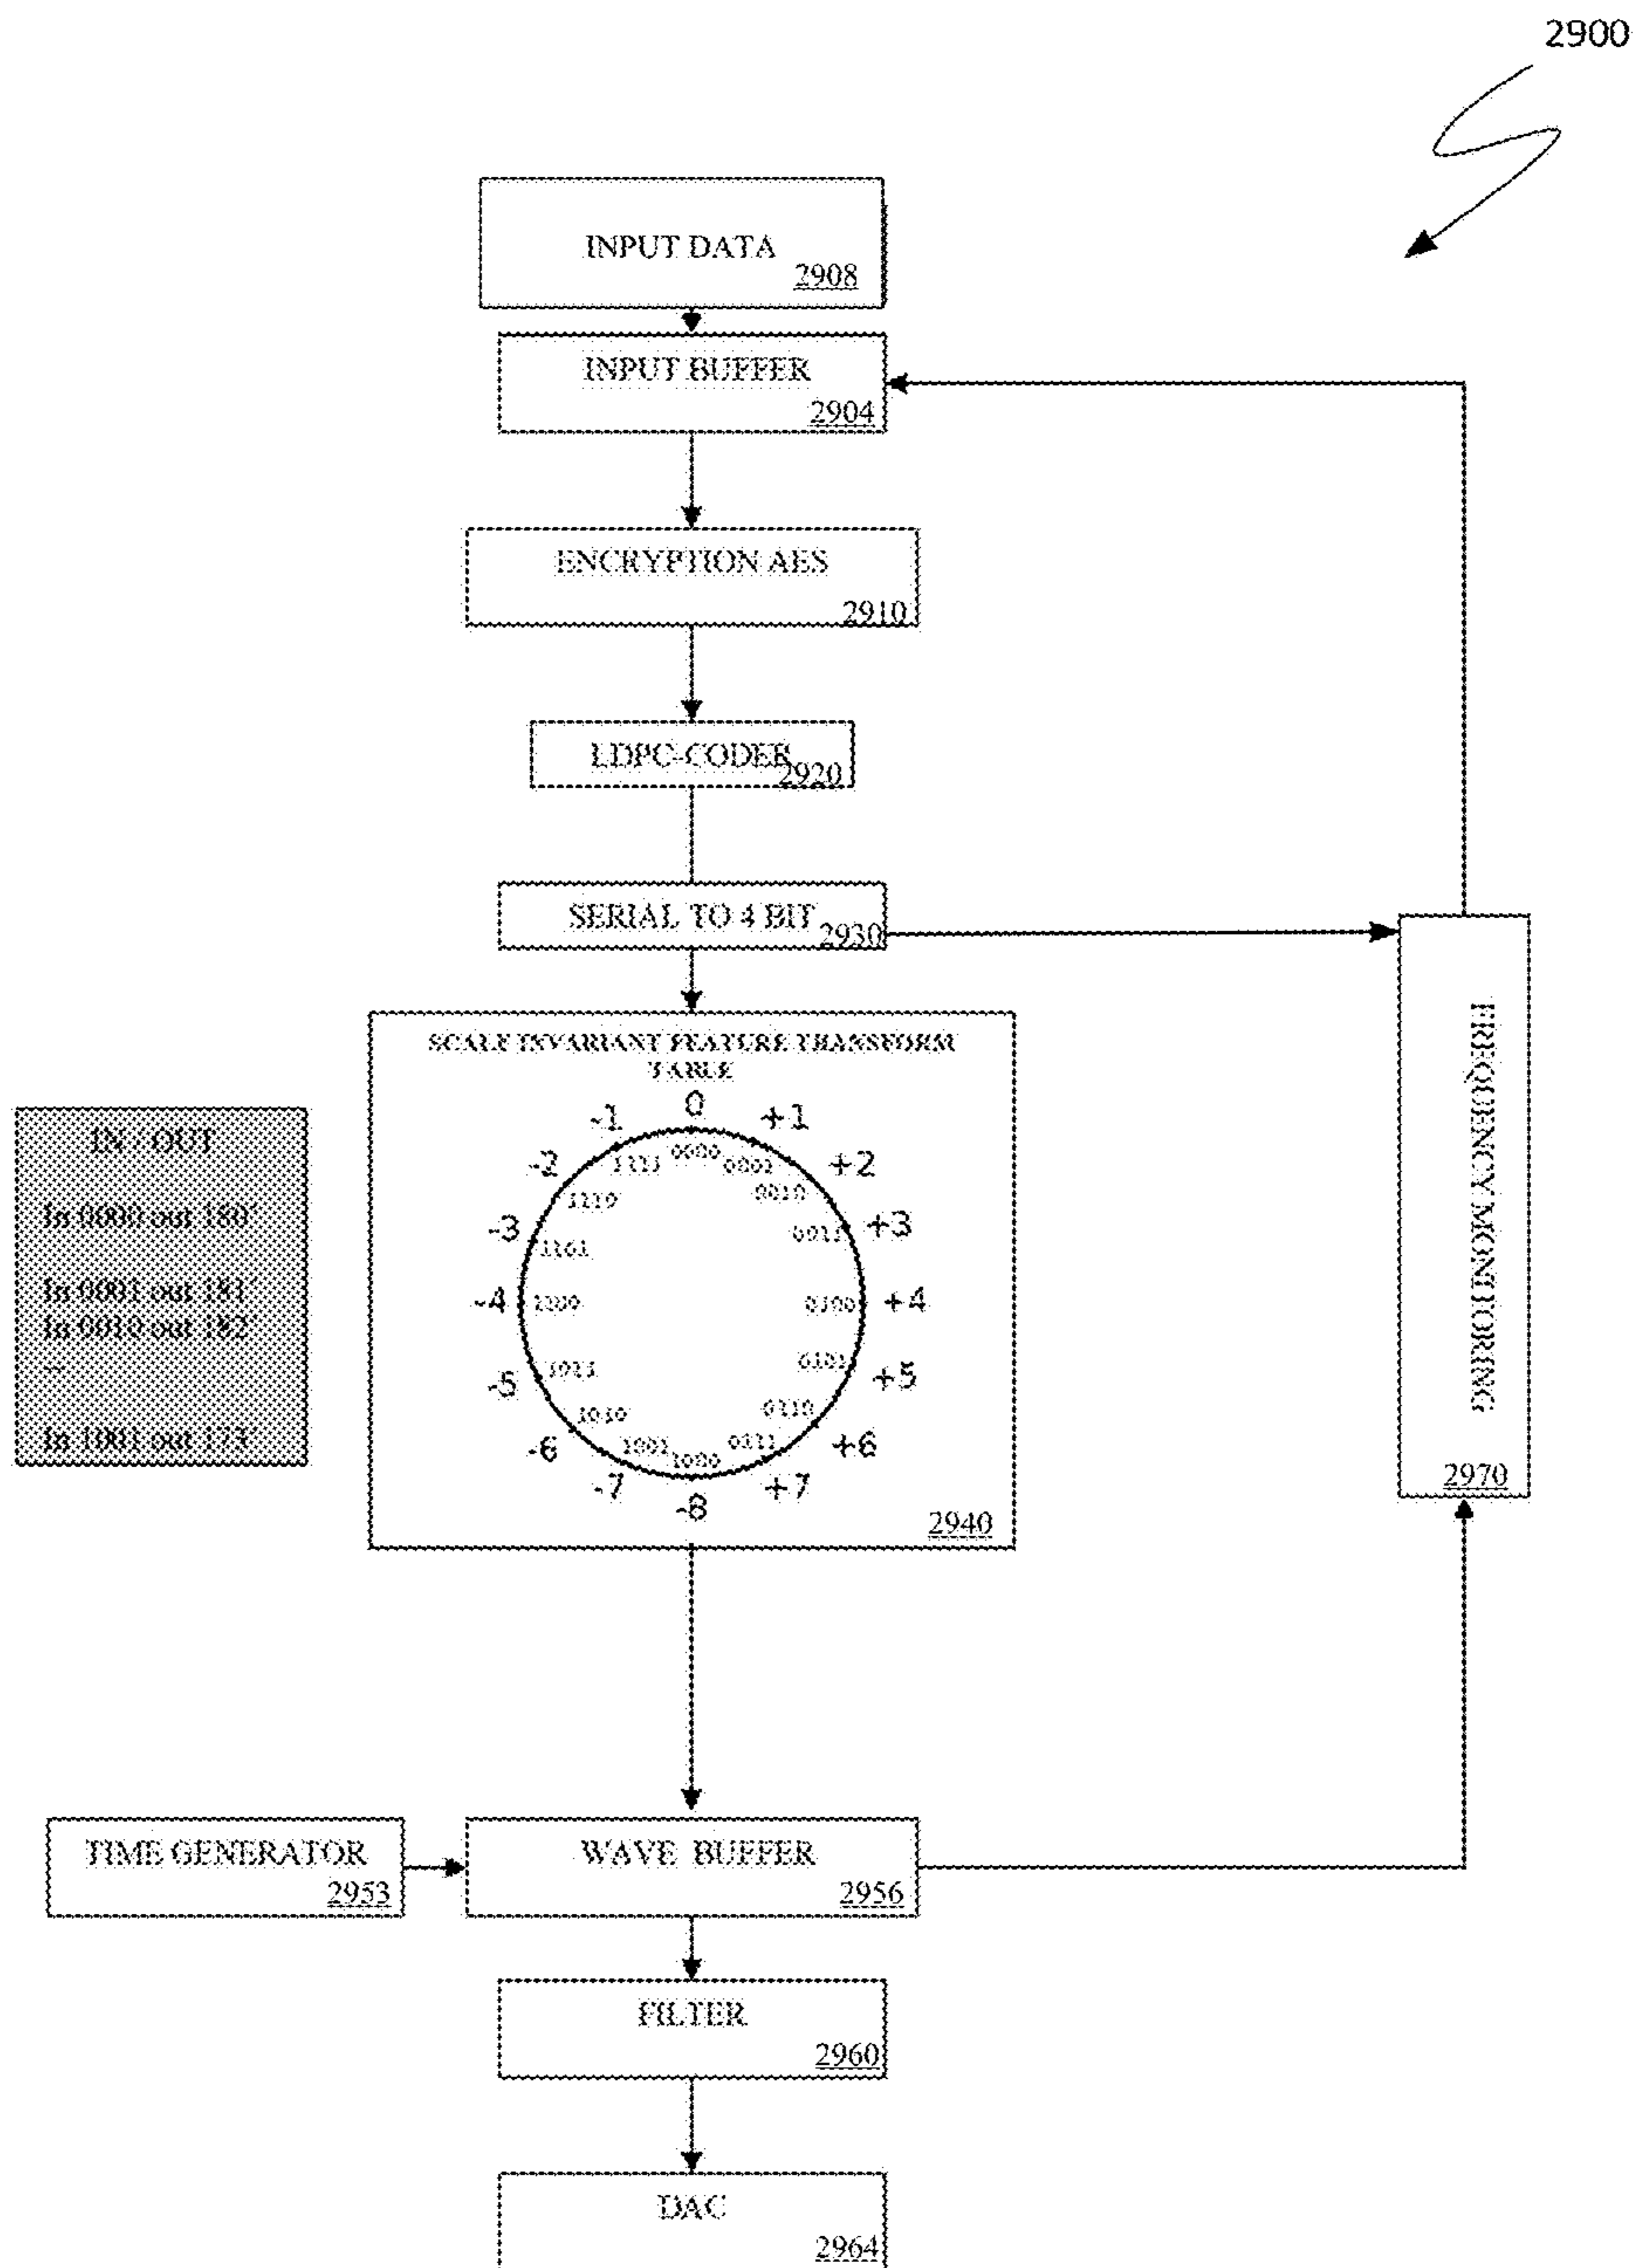 2900
INPUT DATA
2908
INPUT BUFFER
2904
ENCRYPTION AES
2910
LDPC-CODER
2920
SERIAL TO 4 BIT
2930
SCALE INVARIANT FEATURE TRANSFORM
TABLE
0
-1
+1
-2
+2
-3
+3
-4
+4
-5
+5
-6
+6
-7
+7
-8
0000
0001
0010
0011
0100
0101
0110
0111
1000
1001
1010
1011
1100
1101
1110
1111
2940
IN / OUT
In 0000 out 180°
In 0001 out 181°
In 0010 out 182°
...
In 1001 out 173°
FREQUENCY MONITORING
2970
TIME GENERATOR
2953
WAVE BUFFER
2956
FILTER
2960
DAC
2964